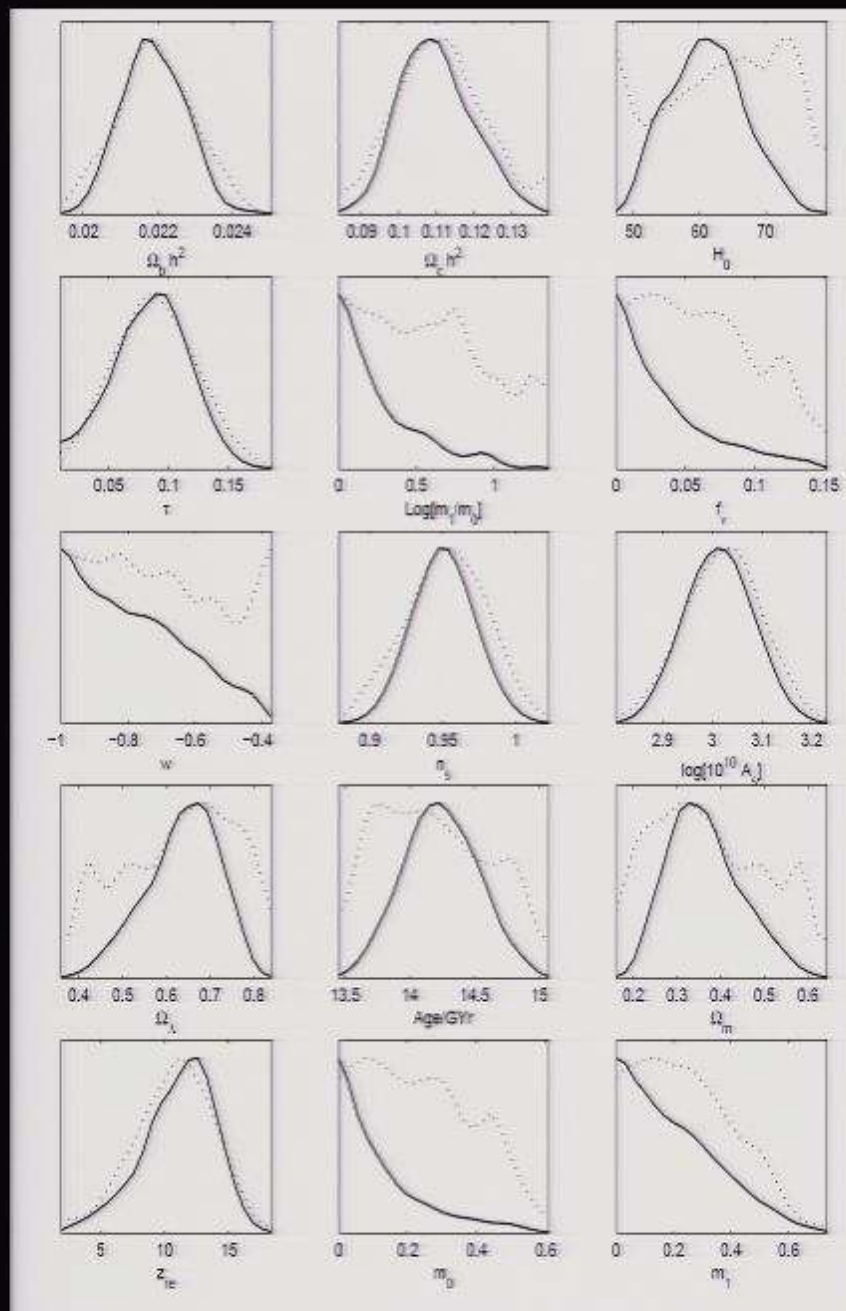 0.02 0.022 0.024
Ω_b h²
0.09 0.1 0.11 0.12 0.13
Ω_c h²
50 60 70
H_0
0.05 0.1 0.15
τ
0 0.5 1
Log[m_1/m_0]
0 0.05 0.1 0.15
f_ν
−1 −0.8 −0.6 −0.4
w
0.9 0.95 1
n_s
2.9 3 3.1 3.2
log[10^10 A_s]
0.4 0.5 0.6 0.7 0.8
Ω_Λ
13.5 14 14.5 15
Age/GYr
0.2 0.3 0.4 0.5 0.6
Ω_m
5 10 15
z_re
0 0.2 0.4 0.6
m_0
0 0.2 0.4 0.6
m_1